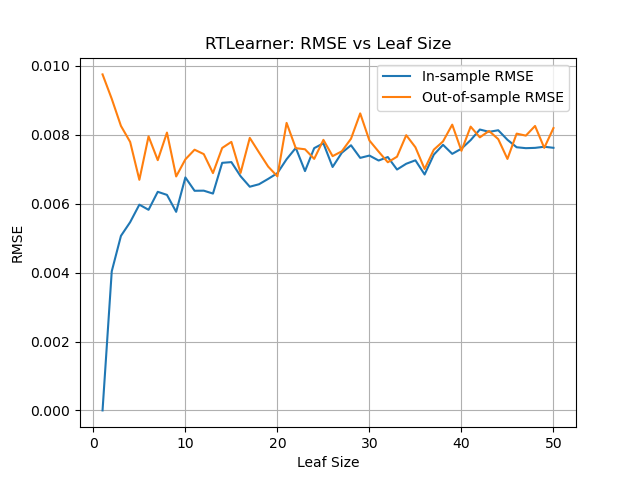 RTLearner: RMSE vs Leaf Size
In-sample RMSE
Out-of-sample RMSE
0.010
0.008
0.006
0.004
0.002
0.000
RMSE
0 10 20 30 40 50
Leaf Size